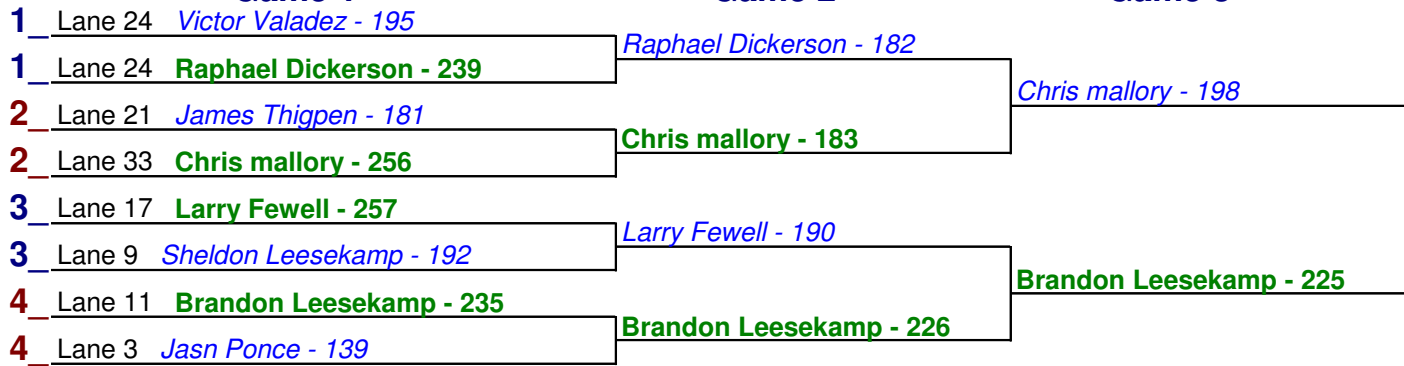 1_ Lane 24 Victor Valadez - 195
Raphael Dickerson - 182
1_ Lane 24 Raphael Dickerson - 239
Chris mallory - 198
2_ Lane 21 James Thigpen - 181
Chris mallory - 183
2_ Lane 33 Chris mallory - 256
3_ Lane 17 Larry Fewell - 257
Larry Fewell - 190
3_ Lane 9 Sheldon Leesekamp - 192
Brandon Leesekamp - 225
4_ Lane 11 Brandon Leesekamp - 235
Brandon Leesekamp - 226
4_ Lane 3 Jasn Ponce - 139